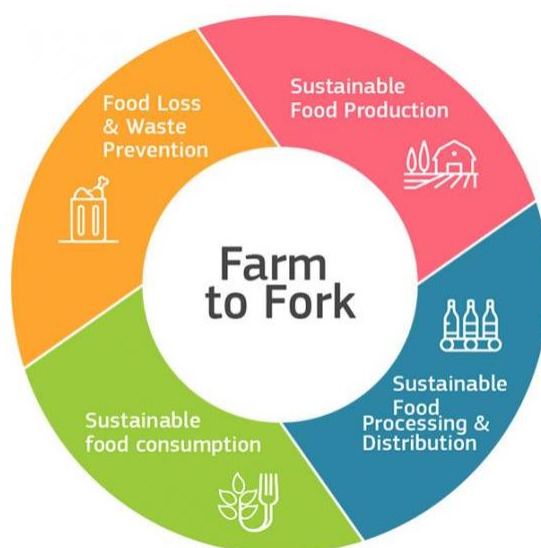 Food Loss
& Waste
Prevention
Sustainable
Food Production
Farm
to Fork
Sustainable
Food
Processing &
Distribution
Sustainable
food consumption